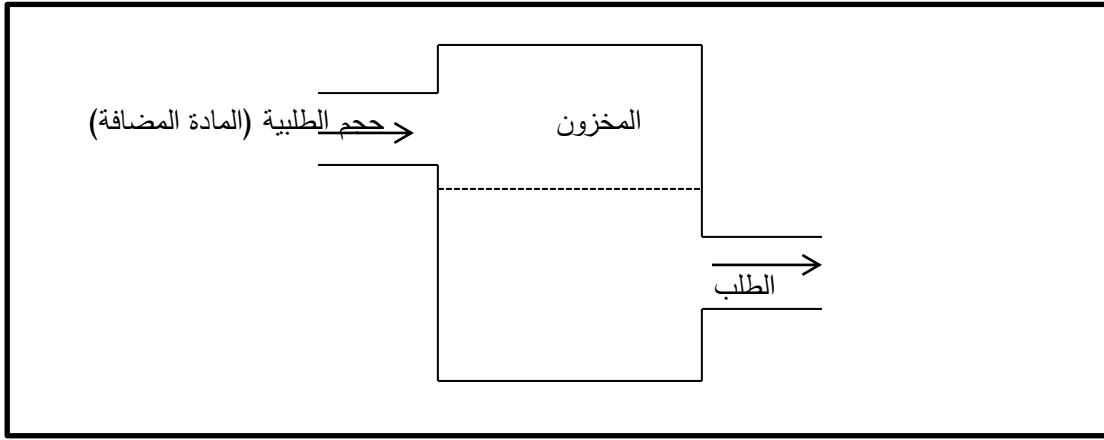 المخزون
حجم الطلبية (المادة المضافة)
الطلب